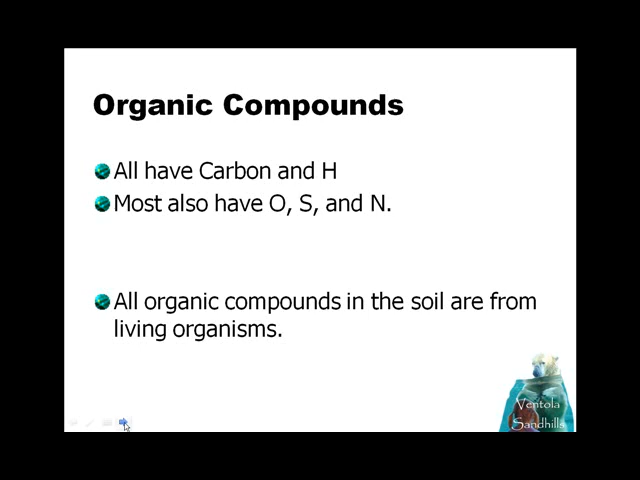 Organic Compounds
All have Carbon and H
Most also have O, S, and N.
All organic compounds in the soil are from
living organisms.
Ventola
Sandhills